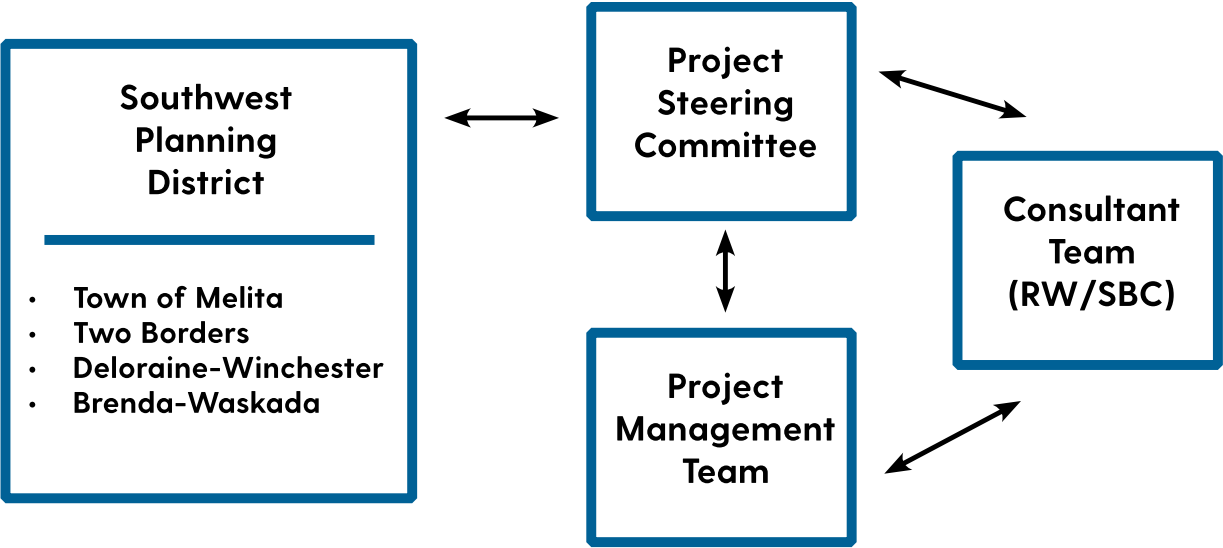 Southwest
Planning
District
• Town of Melita
• Two Borders
• Deloraine-Winchester
• Brenda-Waskada
Project
Steering
Committee
Project
Management
Team
Consultant
Team
(RW/SBC)